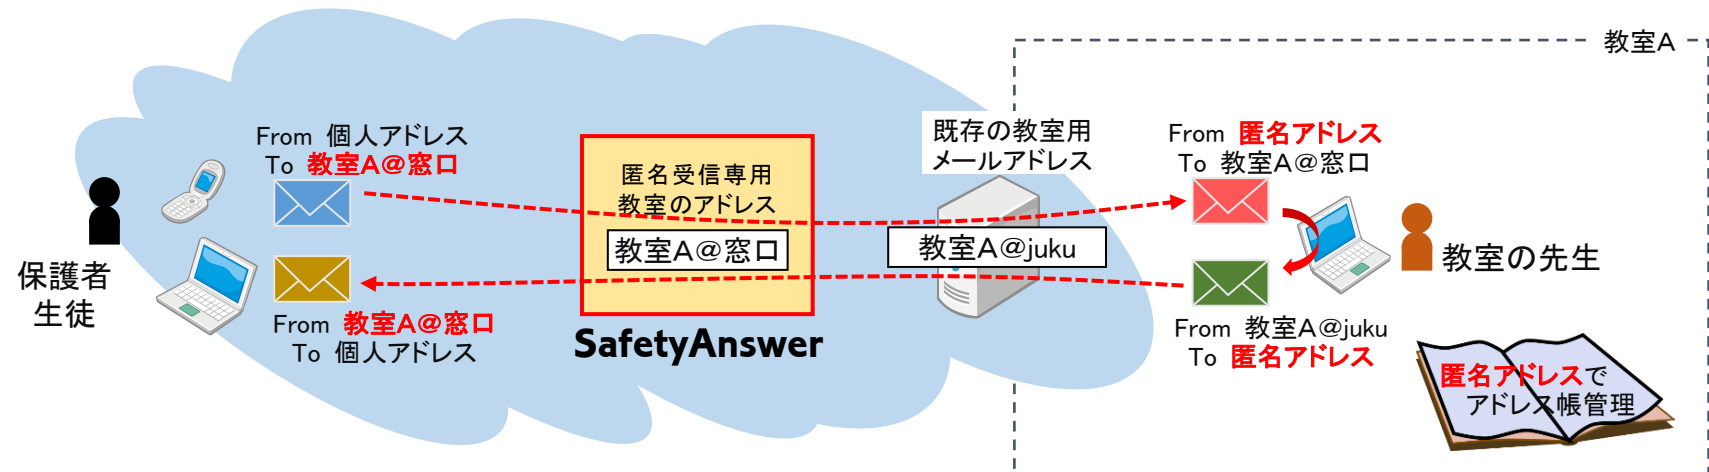 教室A
From 個人アドレス
To 教室A@窓口
保護者
生徒
From 教室A@窓口
To 個人アドレス
匿名受信専用
教室のアドレス
教室A@窓口
SafetyAnswer
既存の教室用
メールアドレス
教室A@juku
From 匿名アドレス
To 教室A@窓口
教室の先生
From 教室A@juku
To 匿名アドレス
匿名アドレスで
アドレス帳管理